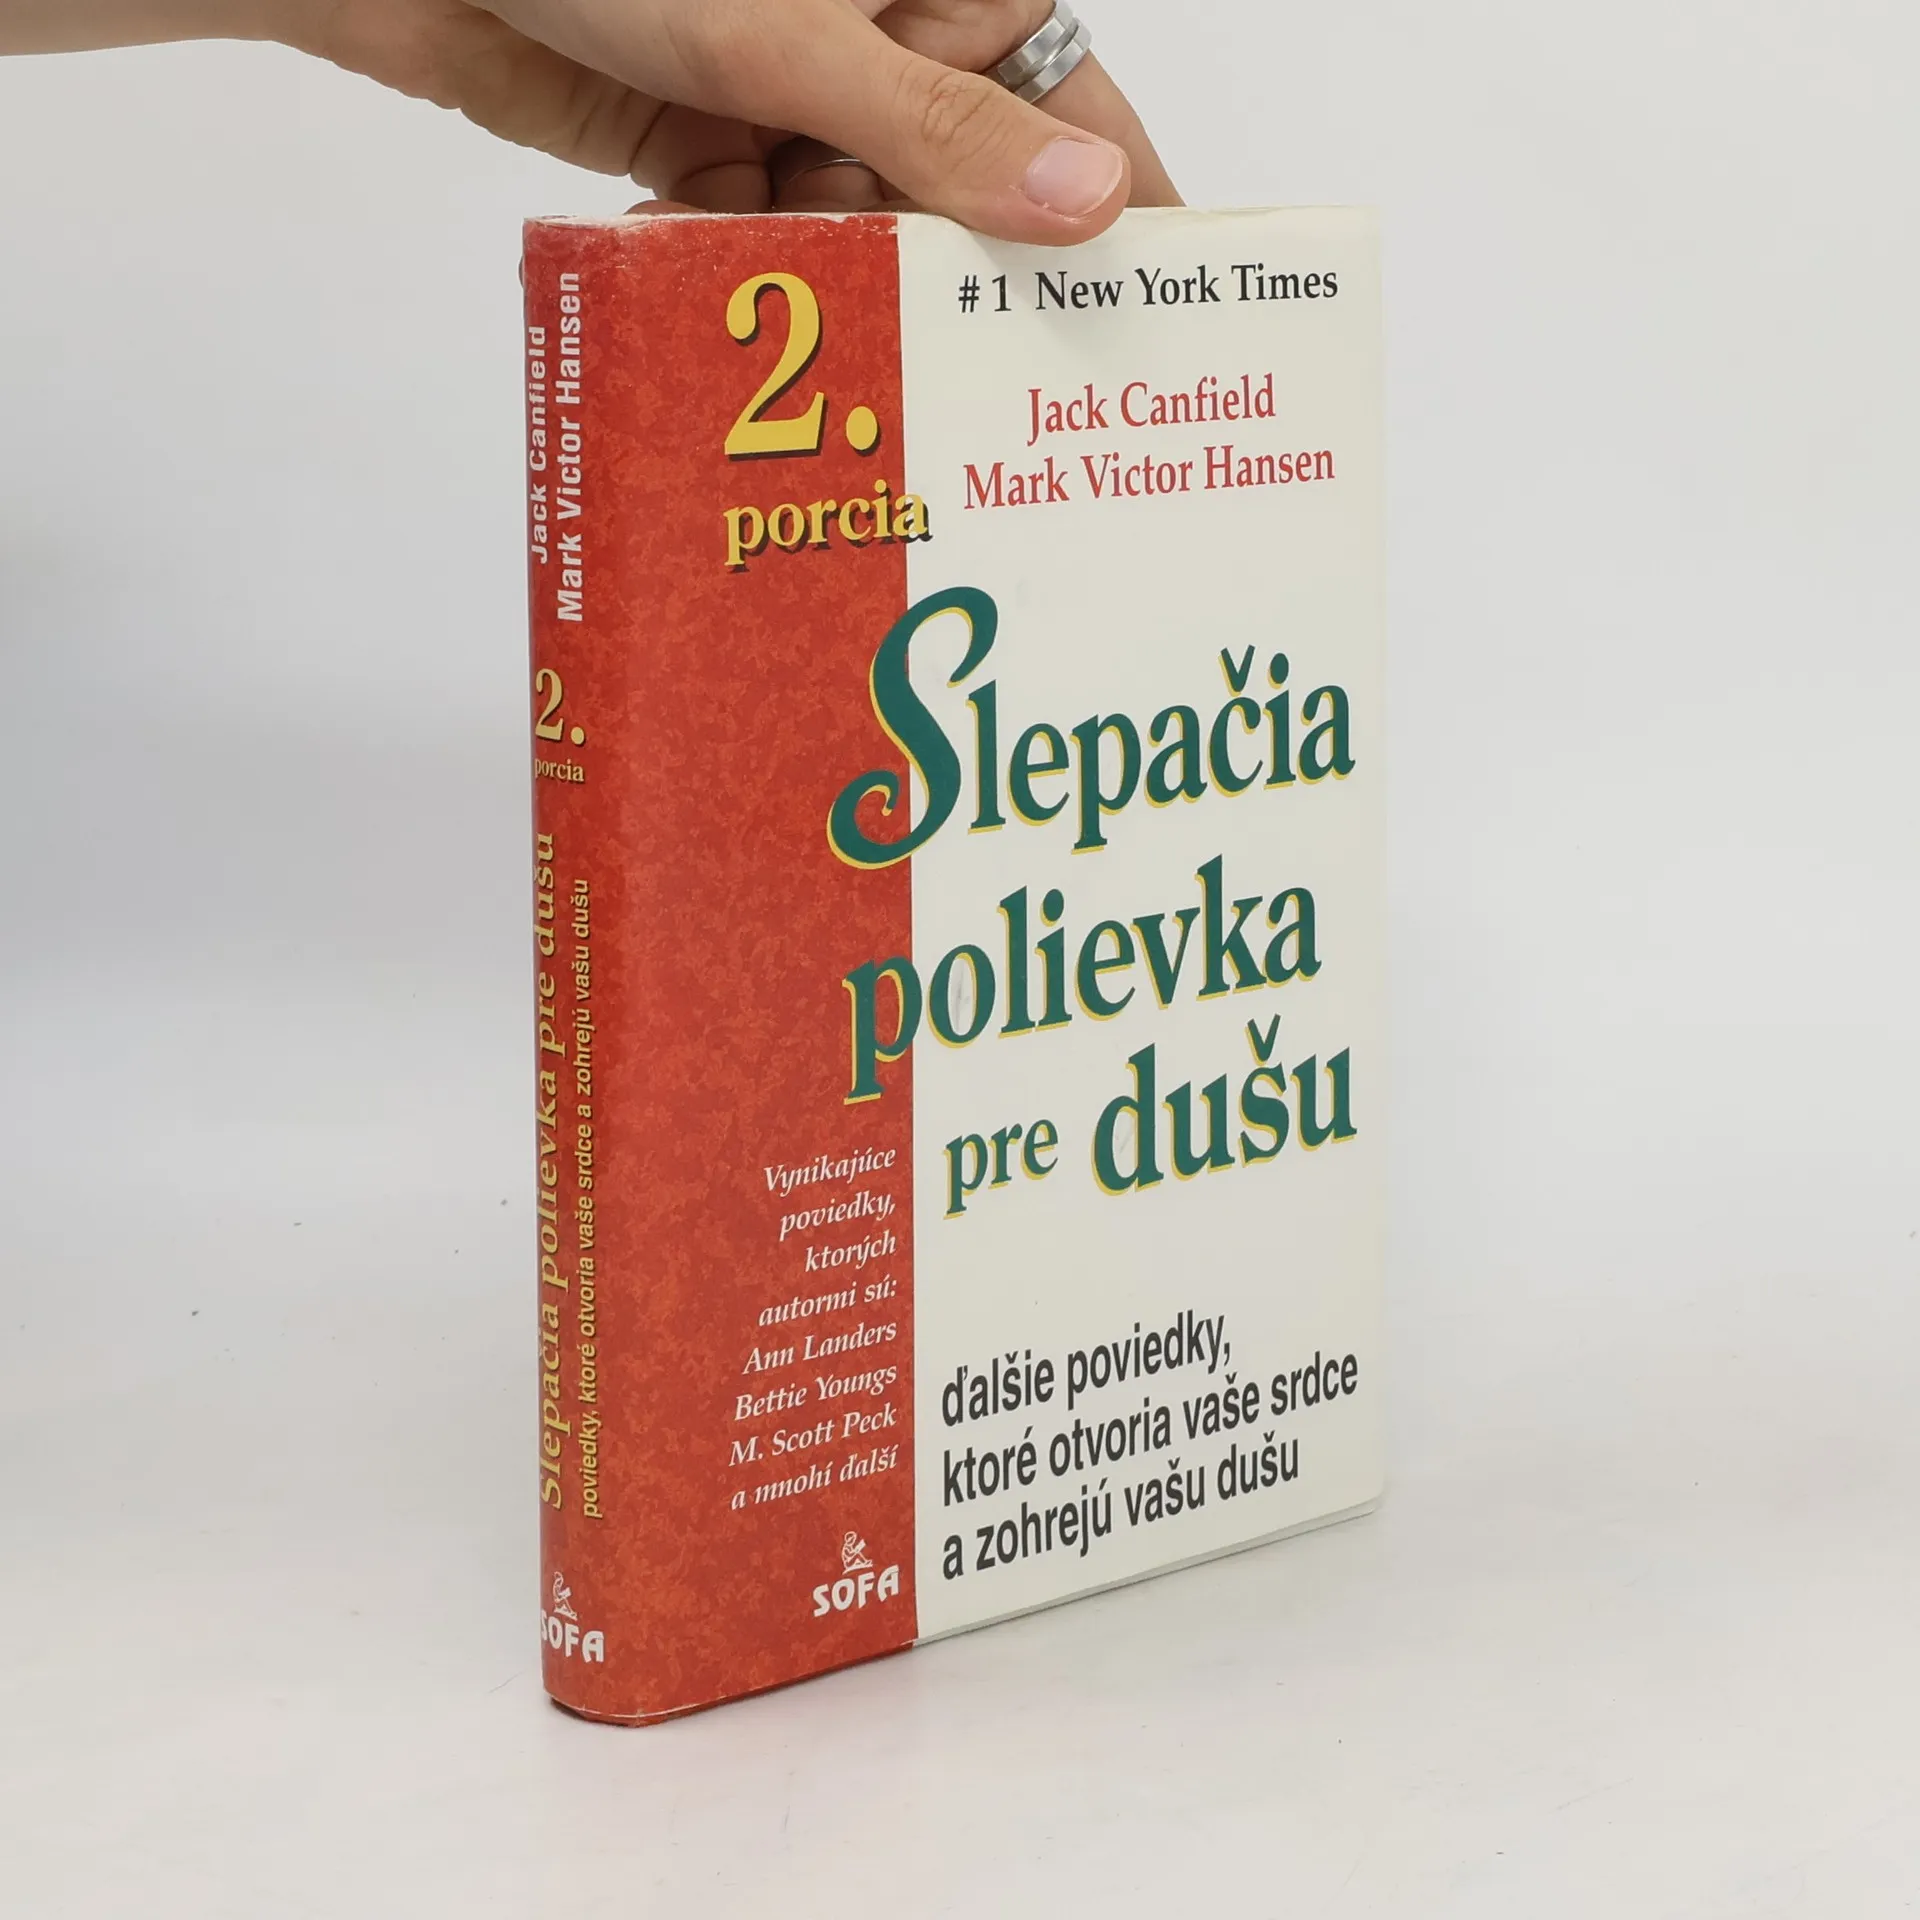 Jack Canfield
Mark Victor Hansen
2.
porcia
Slepačia polievka pre dušu
poviedky, ktoré otvoria vaše srdce a zohrejú vašu dušu
SOFA
2.
porcia
# 1 New York Times
Jack Canfield
Mark Victor Hansen
Slepačia
polievka
pre dušu
Vynikajúce
poviedky,
ktorých
autormi sú:
Ann Landers
Bettie Youngs
M. Scott Peck
a mnohí ďalší
SOFA
ďalšie poviedky,
ktoré otvoria vaše srdce
a zohrejú vašu dušu